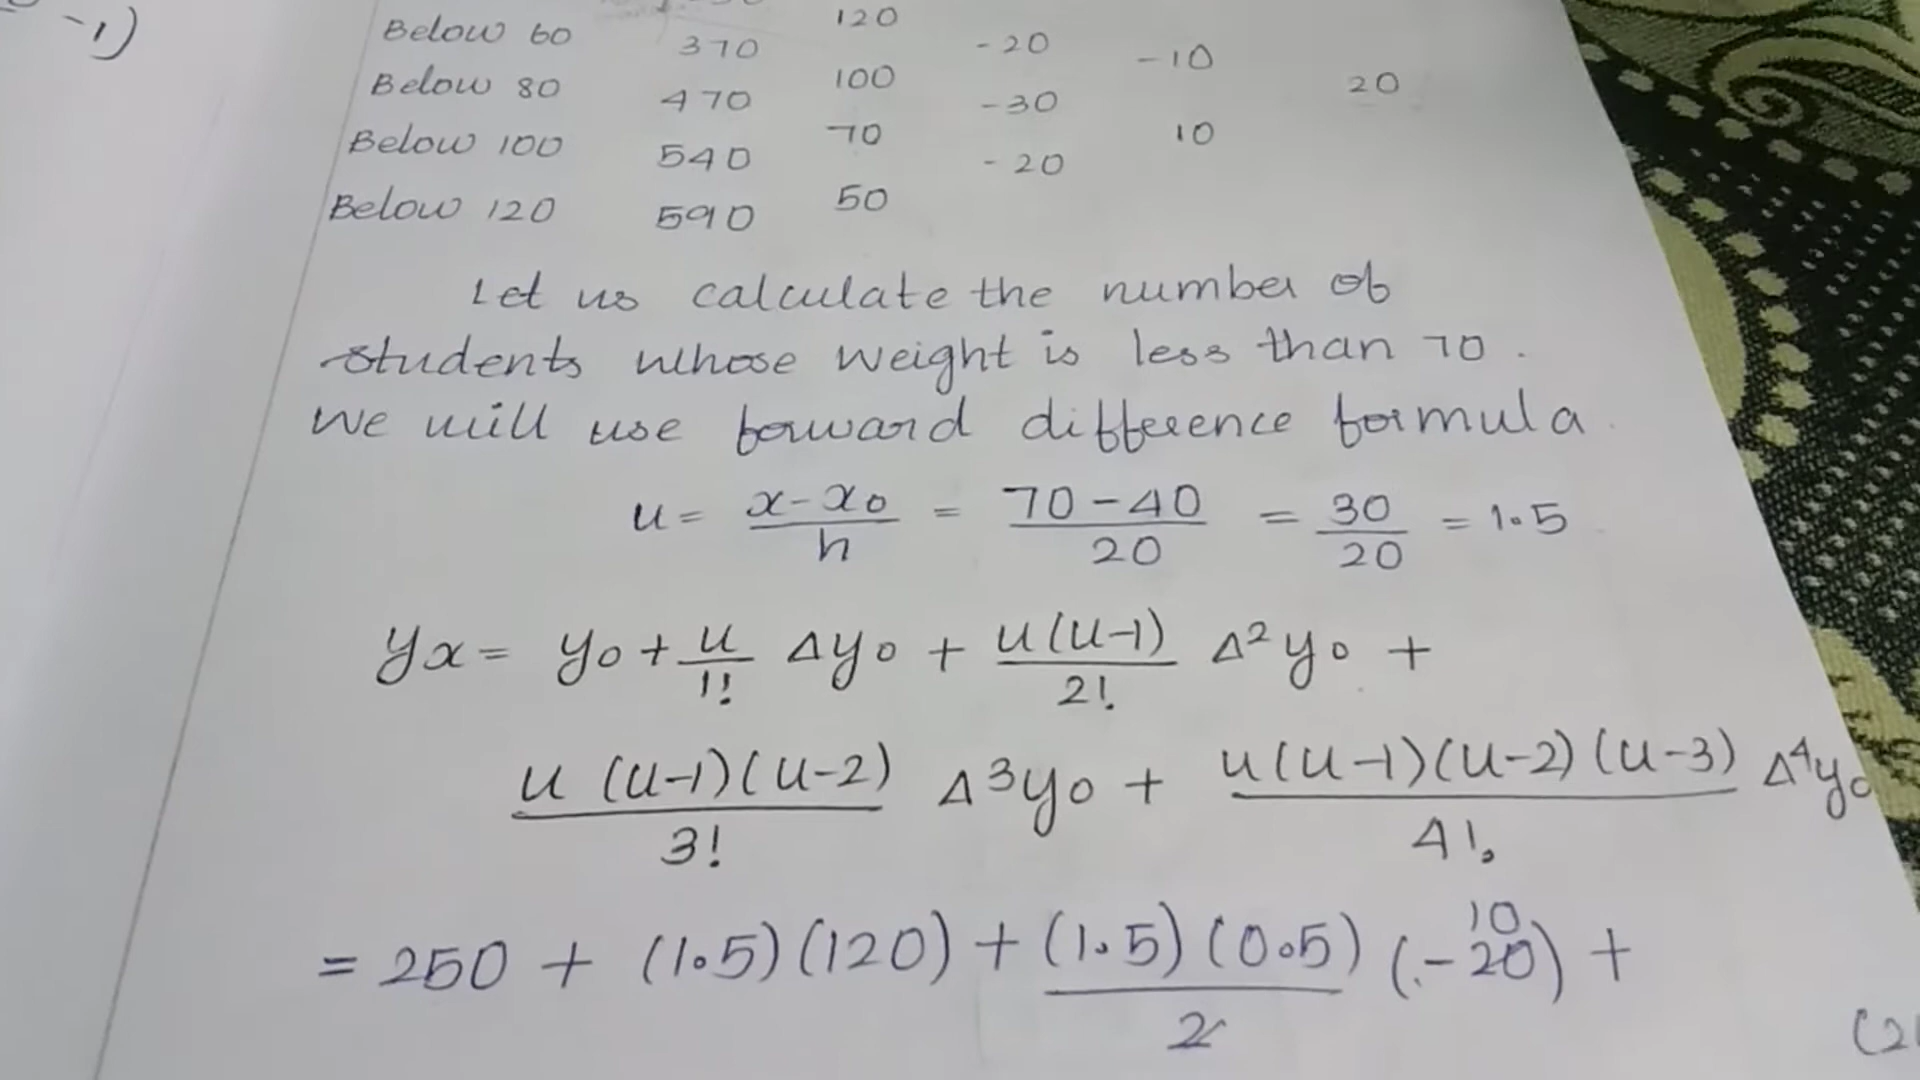 -1)
120
Below 60 370 -20 -10
Below 80 100 20
470 -30
Below 100 70 10
540 -20
Below 120 590 50
Let us calculate the number of
students whose weight is less than 70.
We will use forward difference formula.
u = x-x0/h = 70-40/20 = 30/20 = 1.5
yx = y0 + u/1! Δy0 + u(u-1)/2! Δ²y0 +
u(u-1)(u-2)/3! Δ³y0 + u(u-1)(u-2)(u-3)/4! Δ⁴y0
= 250 + (1.5)(120) + (1.5)(0.5)/2 (-20) +
10